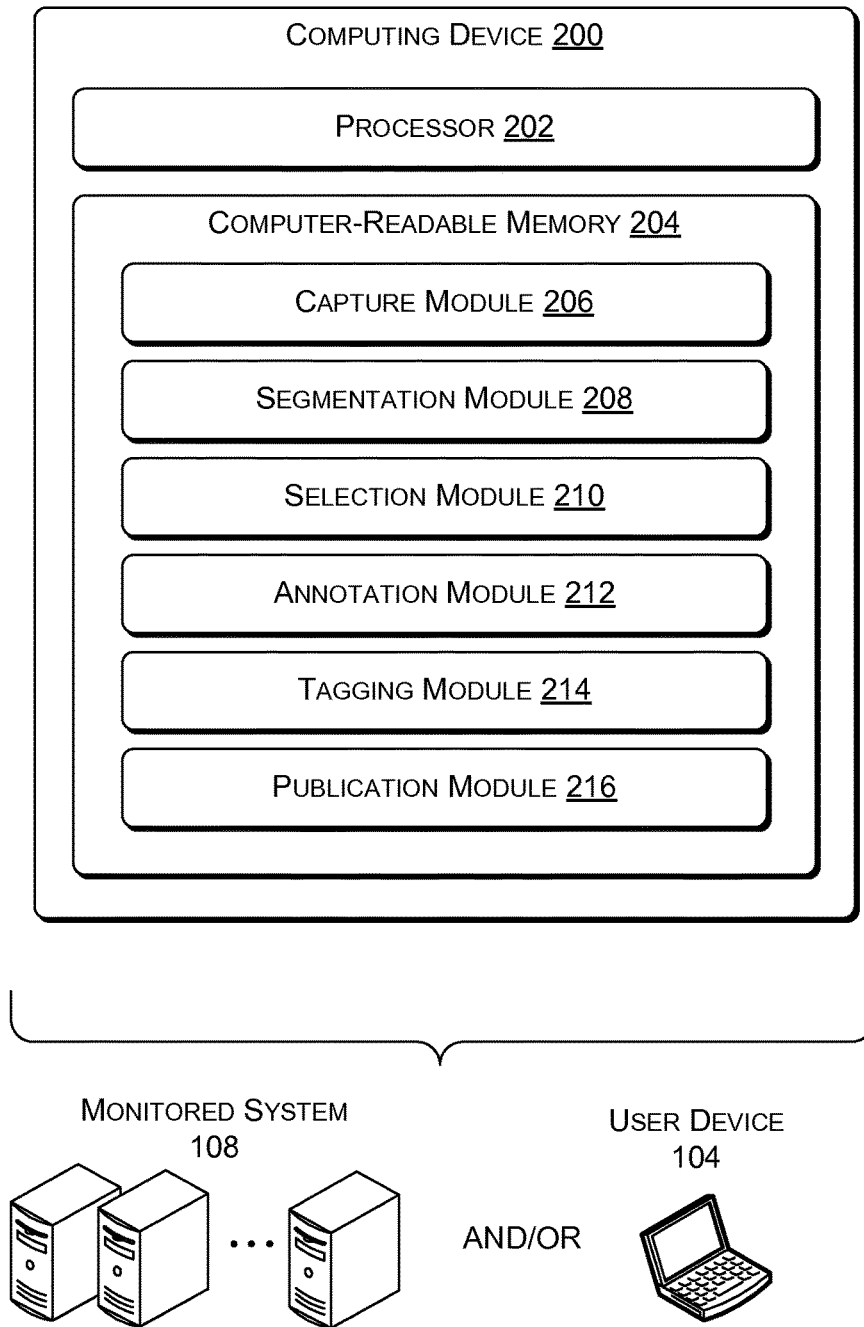 COMPUTING DEVICE 200
PROCESSOR 202
COMPUTER-READABLE MEMORY 204
CAPTURE MODULE 206
SEGMENTATION MODULE 208
SELECTION MODULE 210
ANNOTATION MODULE 212
TAGGING MODULE 214
PUBLICATION MODULE 216
MONITORED SYSTEM
108
USER DEVICE
104
... AND/OR